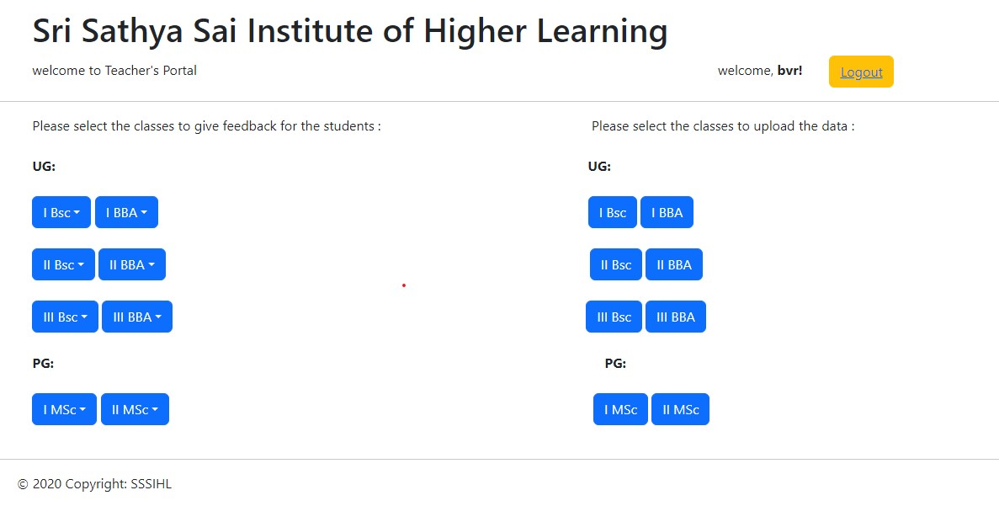 Sri Sathya Sai Institute of Higher Learning
welcome to Teacher's Portal
welcome, bvr!
Logout
Please select the classes to give feedback for the students :
UG:
I Bsc
I BBA
II Bsc
II BBA
III Bsc
III BBA
PG:
I MSc
II MSc
Please select the classes to upload the data :
UG:
I Bsc
I BBA
II Bsc
II BBA
III Bsc
III BBA
PG:
I MSc
II MSc
© 2020 Copyright: SSSIHL